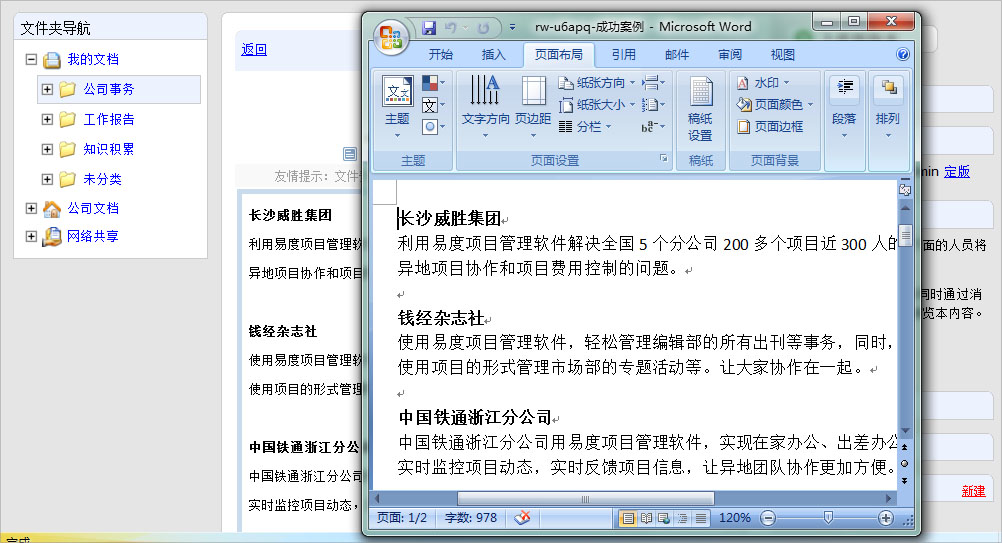 文件夹导航
我的文档
公司事务
工作报告
知识积累
未分类
公司文档
网络共享
返回
友情提示：文件
长沙威胜集团
利用易度项目管理软
异地项目协作和项目
钱经杂志社
使用易度项目管理软
使用项目的形式管理
中国铁通浙江分公
中国铁通浙江分公司
实时监控项目动态，
完成
rw-u6apq-成功案例 - Microsoft Word
开始 插入 页面布局 引用 邮件 审阅 视图
主题
主题
文字方向
页边距
纸张方向
纸张大小
分栏
页面设置
稿纸
设置
稿纸
水印
页面颜色
页面边框
页面背景
段落
排列
长沙威胜集团
利用易度项目管理软件解决全国 5 个分公司 200 多个项目近 300 人的
异地项目协作和项目费用控制的问题。
钱经杂志社
使用易度项目管理软件，轻松管理编辑部的所有出刊等事务，同时，
使用项目的形式管理市场部的专题活动等。让大家协作在一起。
中国铁通浙江分公司
中国铁通浙江分公司用易度项目管理软件，实现在家办公、出差办公
实时监控项目动态，实时反馈项目信息，让异地团队协作更加方便。
页面: 1/2 字数: 978 120%
min 定版
面的人员将
同时通过消
览本内容。
新建